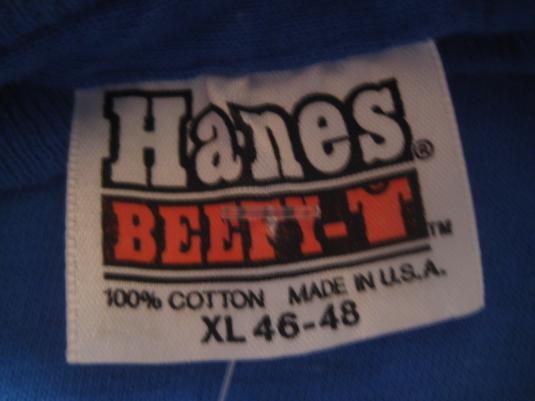 Hanes®
BEEFY-T™
100% COTTON MADE IN U.S.A.
XL 46-48